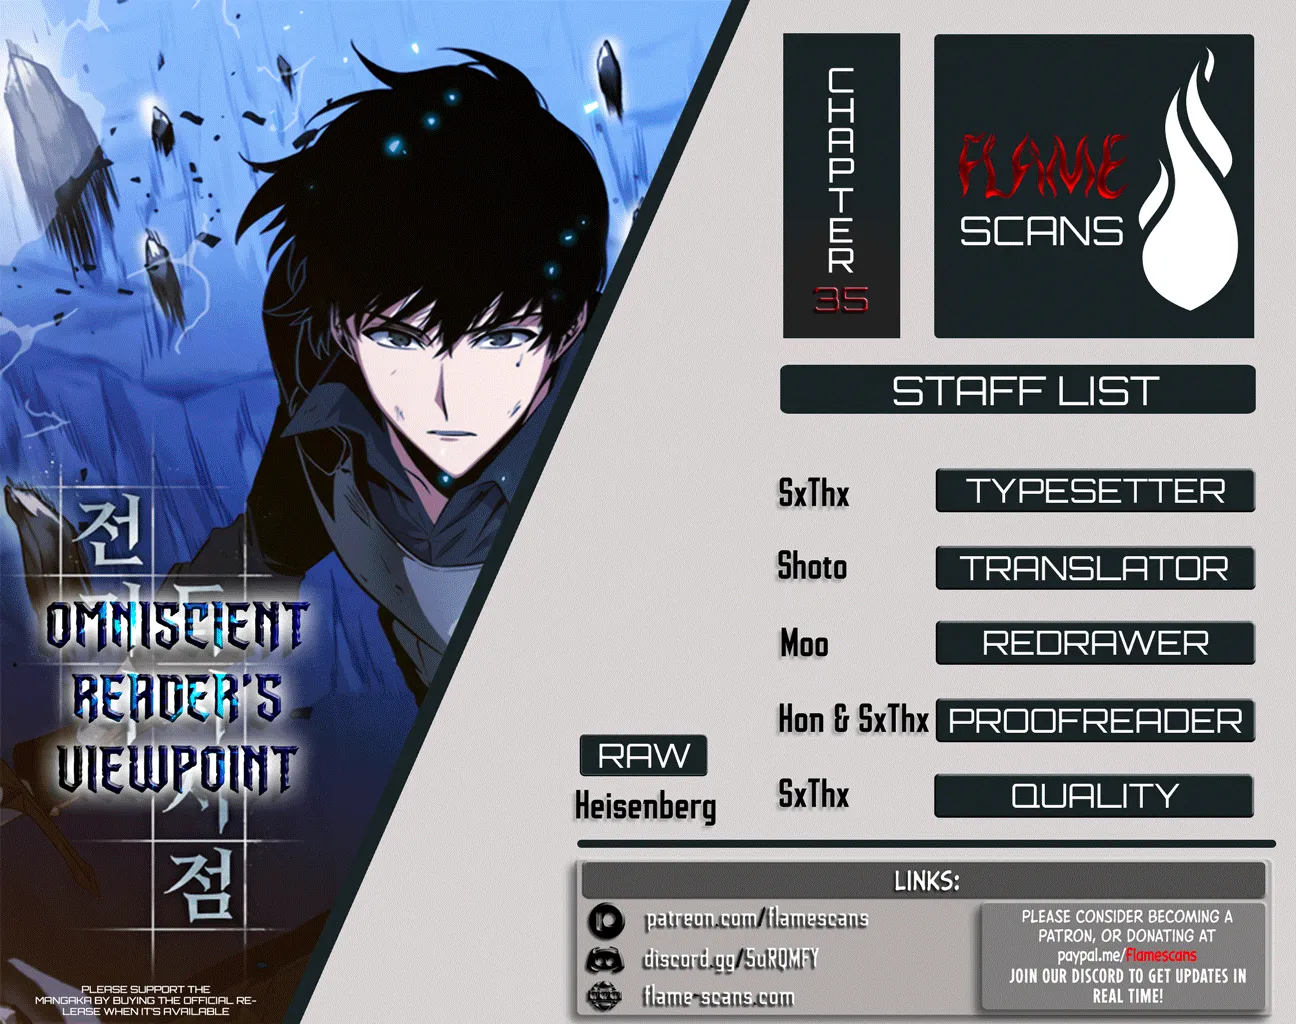 전
OMNISCIENT
READER'S
VIEWPOINT
시
점
PLEASE SUPPORT THE
MANGAKA BY BUYING THE OFFICIAL RE-
LEASE WHEN IT'S AVAILABLE
CHAPTER
35
FLAME
SCANS
STAFF LIST
SxThx TYPESETTER
Shoto TRANSLATOR
Moo REDRAWER
Hon & SxThx PROOFREADER
SxThx QUALITY
RAW
Heisenberg
LINKS:
patreon.com/flamescans
discord.gg/5uRQMFY
flame-scans.com
PLEASE CONSIDER BECOMING A
PATRON, OR DONATING AT
paypal.me/Flamescans
JOIN OUR DISCORD TO GET UPDATES IN
REAL TIME!